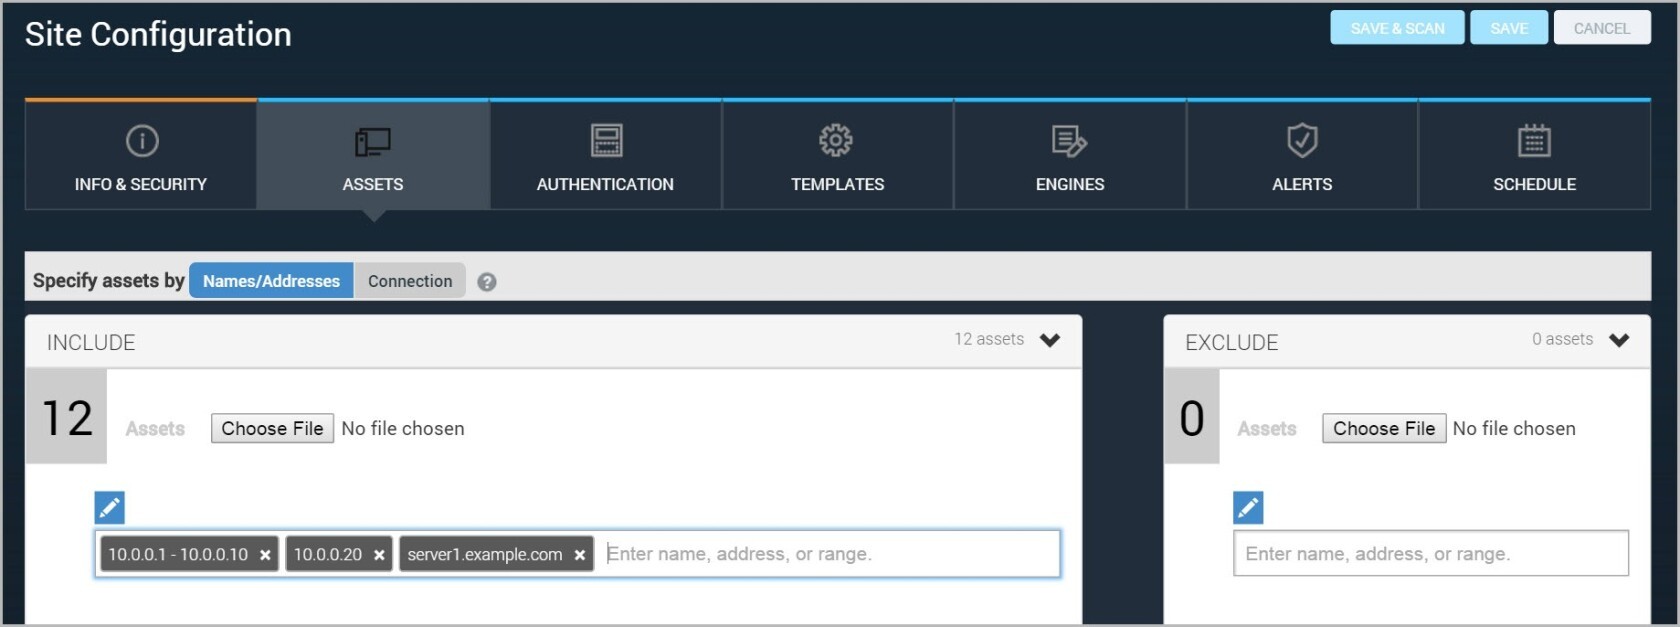 Site Configuration
SAVE & SCAN
SAVE
CANCEL
INFO & SECURITY
ASSETS
AUTHENTICATION
TEMPLATES
ENGINES
ALERTS
SCHEDULE
Specify assets by Names/Addresses Connection ?
INCLUDE 12 assets
12 Assets Choose File No file chosen
10.0.0.1 - 10.0.0.10 × 10.0.0.20 × server1.example.com × Enter name, address, or range.
EXCLUDE 0 assets
0 Assets Choose File No file chosen
Enter name, address, or range.